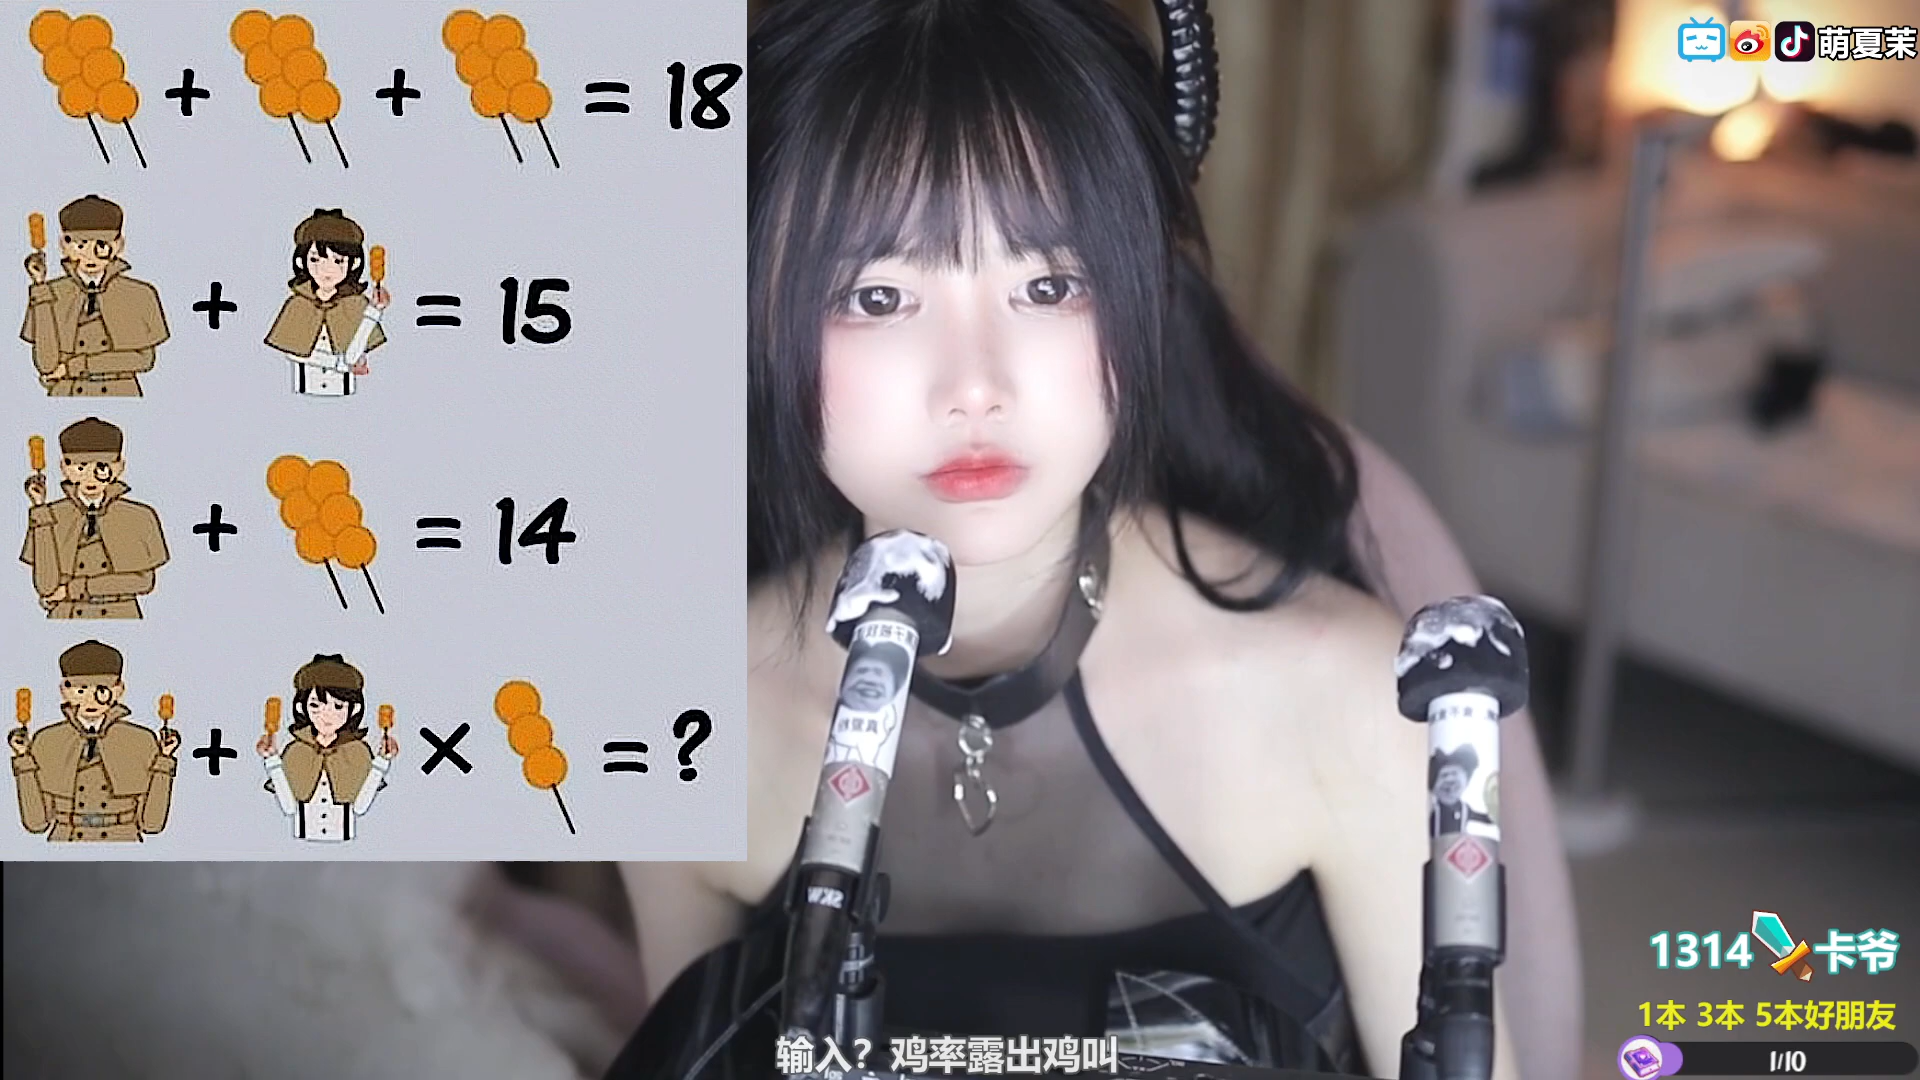 + + = 18
+ = 15
+ = 14
+ × = ?
萌夏茉
1314 卡爷
1本 3本 5本好朋友
1/10
输入？鸡率露出鸡叫